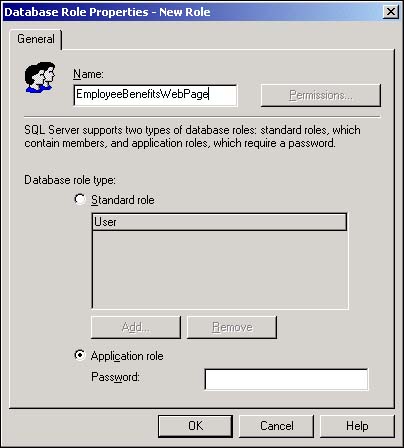 Database Role Properties - New Role
General
Name:
EmployeeBenefitsWebPage
Permissions...
SQL Server supports two types of database roles: standard roles, which
contain members, and application roles, which require a password.
Database role type:
Standard role
User
Add... Remove
Application role
Password:
OK Cancel Help